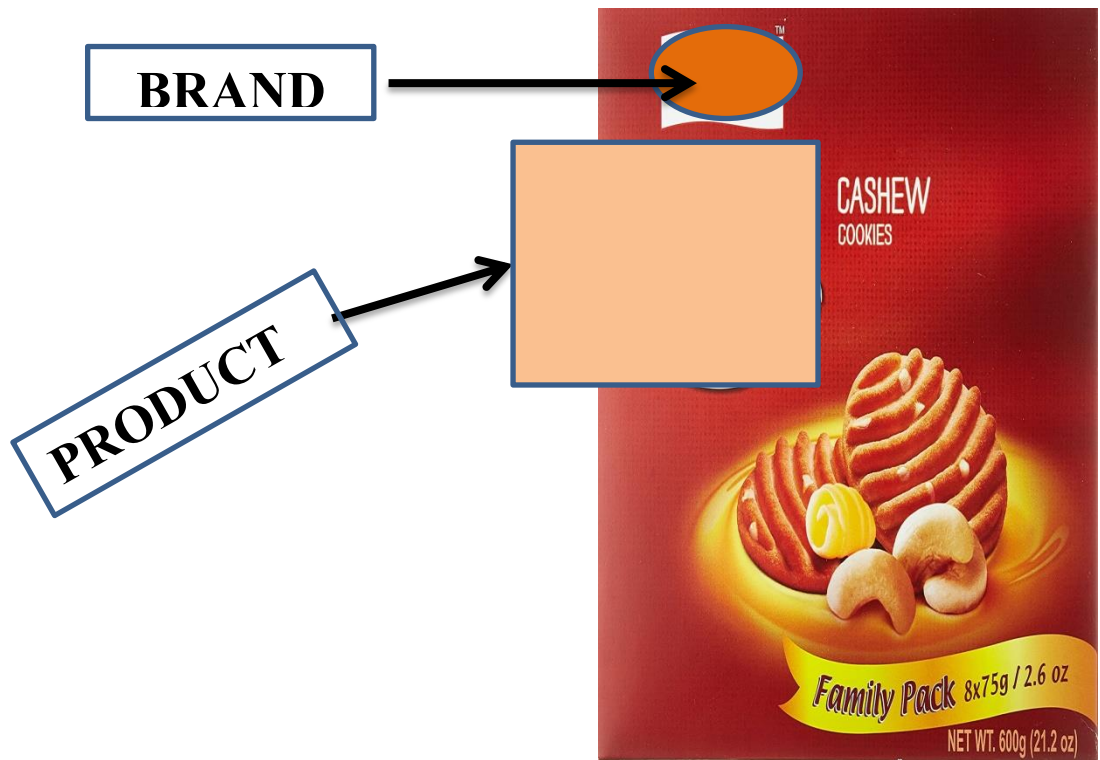 BRAND
TM
CASHEW
COOKIES
PRODUCT
Family Pack 8x75g / 2.6 oz
NET WT. 600g (21.2 oz)